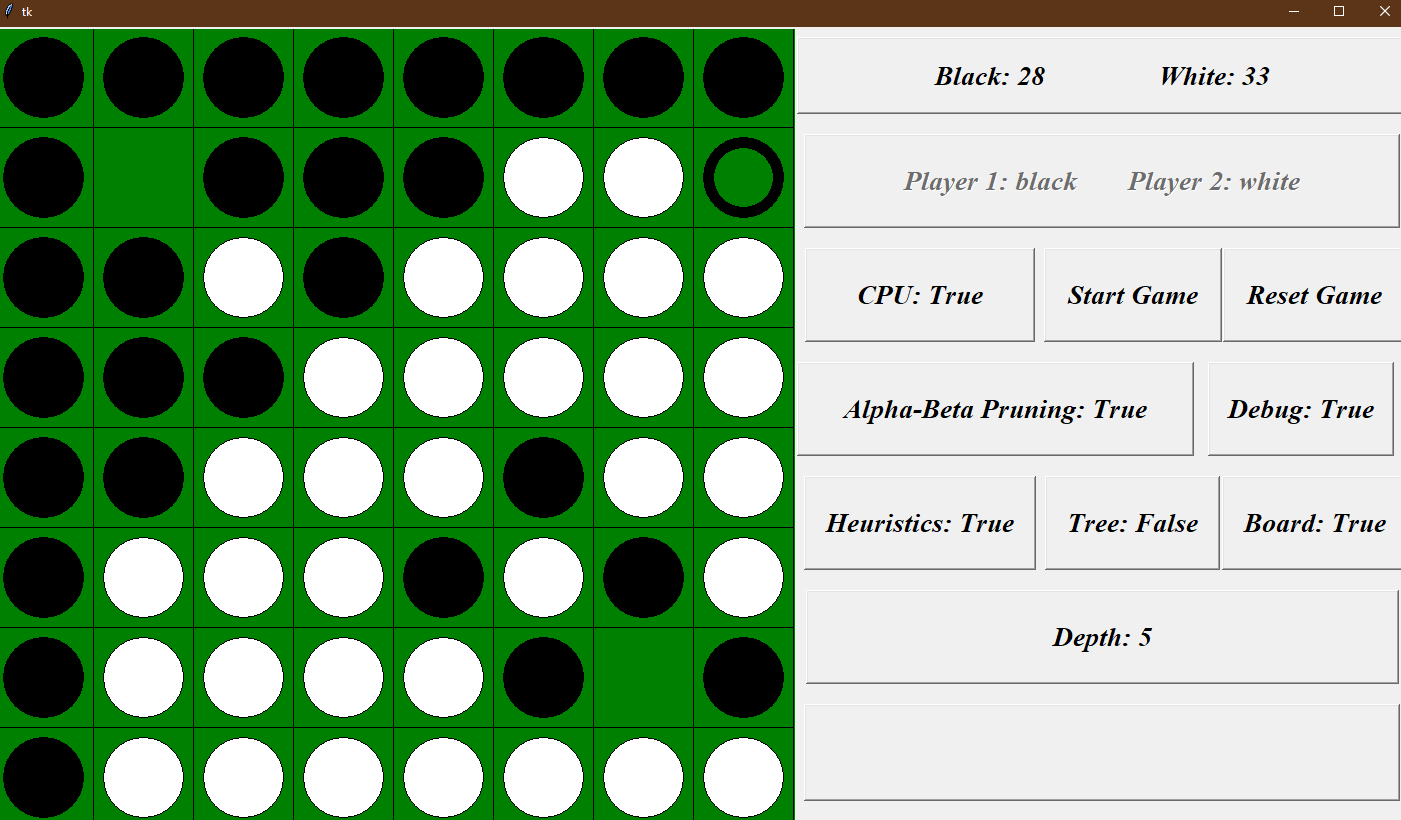 tk
Black: 28 White: 33
Player 1: black Player 2: white
CPU: True Start Game Reset Game
Alpha-Beta Pruning: True Debug: True
Heuristics: True Tree: False Board: True
Depth: 5